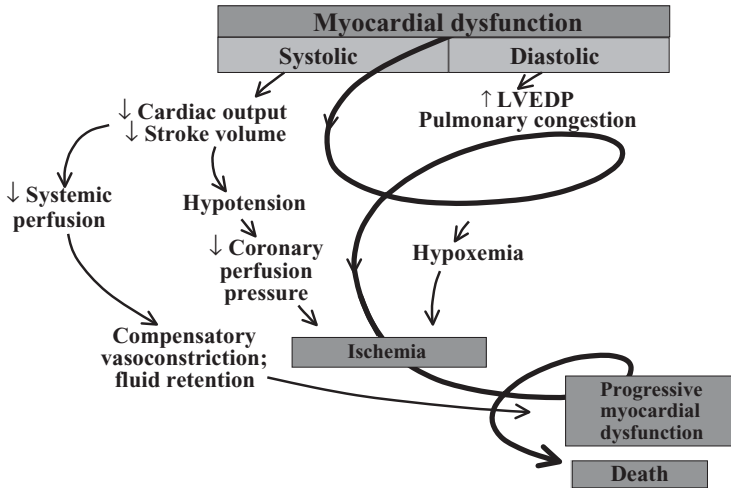 Myocardial dysfunction
Systolic
Diastolic
↓ Cardiac output
↓ Stroke volume
↑ LVEDP
Pulmonary congestion
↓ Systemic
perfusion
Hypotension
↓ Coronary
perfusion
pressure
Hypoxemia
Compensatory
vasoconstriction;
fluid retention
Ischemia
Progressive
myocardial
dysfunction
Death